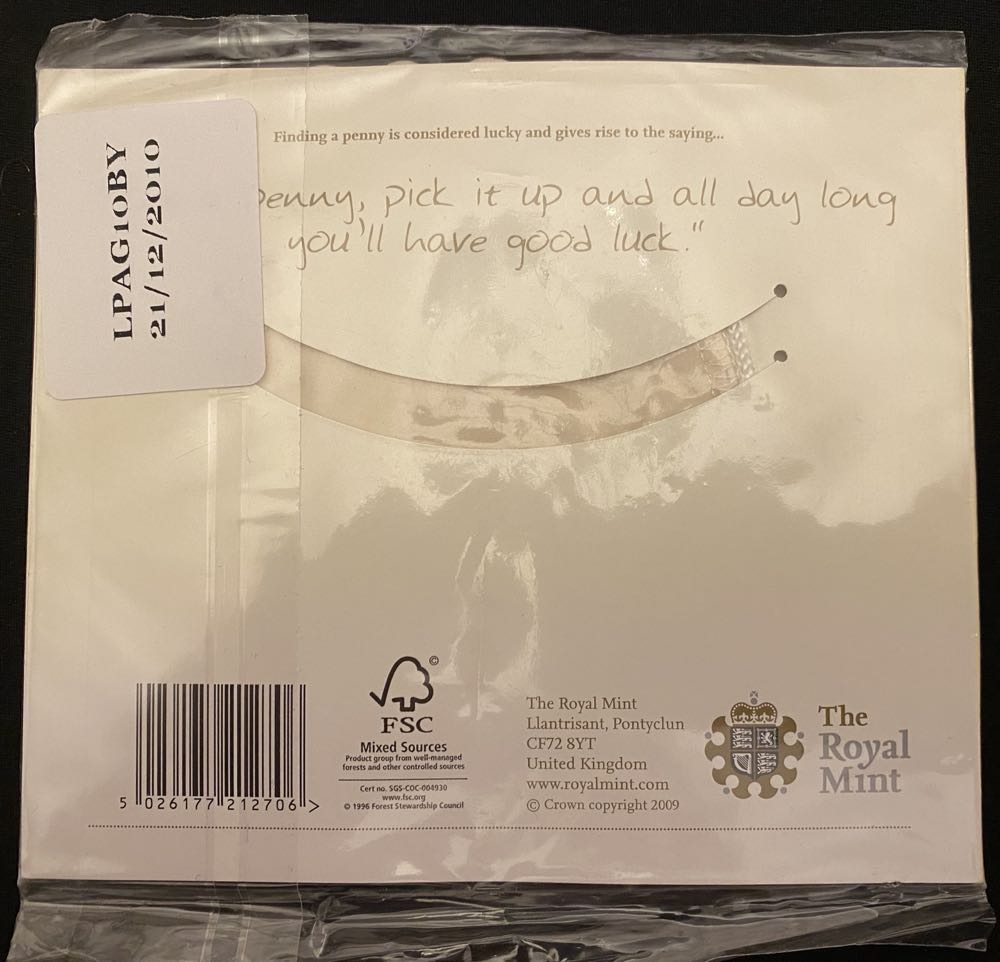 LPAG10BY
21/12/2010
Finding a penny is considered lucky and gives rise to the saying...
penny, pick it up and all day long
you'll have good luck."
5 026177 212706 >
©
FSC
Mixed Sources
Product group from well-managed
forests and other controlled sources
Cert no. SGS-COC-004930
www.fsc.org
© 1996 Forest Stewardship Council
The Royal Mint
Llantrisant, Pontyclun
CF72 8YT
United Kingdom
www.royalmint.com
© Crown copyright 2009
The
Royal
Mint